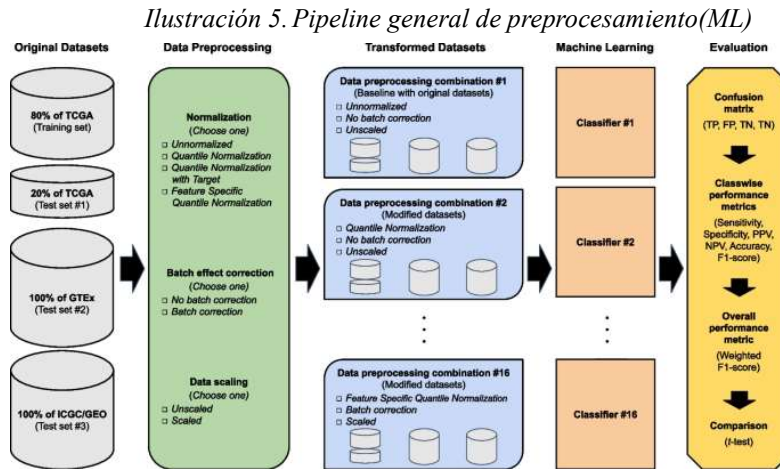 Ilustración 5. Pipeline general de preprocesamiento(ML)
Original Datasets
80% of TCGA
(Training set)
20% of TCGA
(Test set #1)
100% of GTEx
(Test set #2)
100% of ICGC/GEO
(Test set #3)
Data Preprocessing
Normalization
(Choose one)
□ Unnormalized
□ Quantile Normalization
□ Quantile Normalization
with Target
□ Feature Specific
Quantile Normalization
Batch effect correction
(Choose one)
□ No batch correction
□ Batch correction
Data scaling
(Choose one)
□ Unscaled
□ Scaled
Transformed Datasets
Data preprocessing combination #1
(Baseline with original datasets)
□ Unnormalized
□ No batch correction
□ Unscaled
Data preprocessing combination #2
(Modified datasets)
□ Quantile Normalization
□ No batch correction
□ Unscaled
Data preprocessing combination #16
(Modified datasets)
□ Feature Specific Quantile Normalization
□ Batch correction
□ Scaled
Machine Learning
Classifier #1
Classifier #2
Classifier #16
Evaluation
Confusion
matrix
(TP, FP, TN, TN)
Classwise
performance
metrics
(Sensitivity,
Specificity, PPV,
NPV, Accuracy,
F1-score)
Overall
performance
metric
(Weighted
F1-score)
Comparison
(t-test)